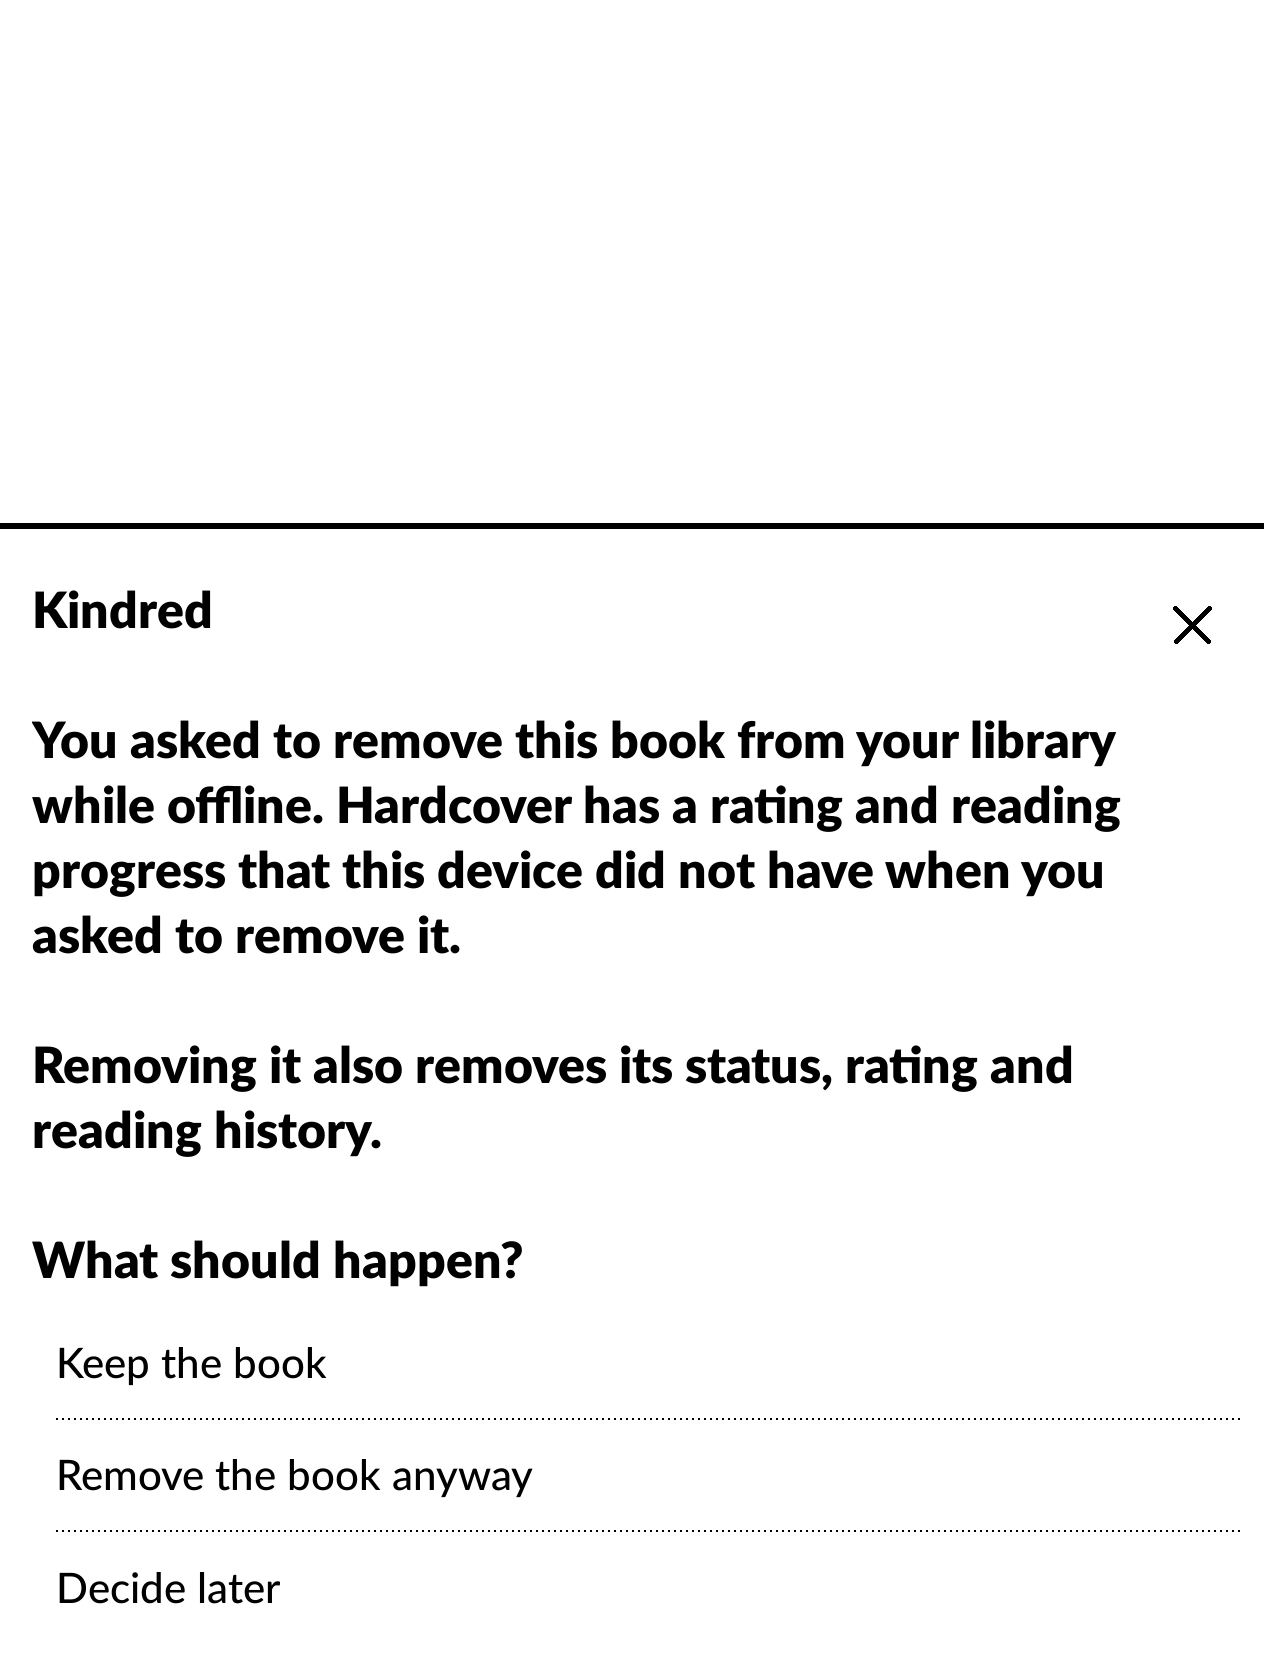 Kindred
You asked to remove this book from your library
while offline. Hardcover has a rating and reading
progress that this device did not have when you
asked to remove it.
Removing it also removes its status, rating and
reading history.
What should happen?
Keep the book
Remove the book anyway
Decide later